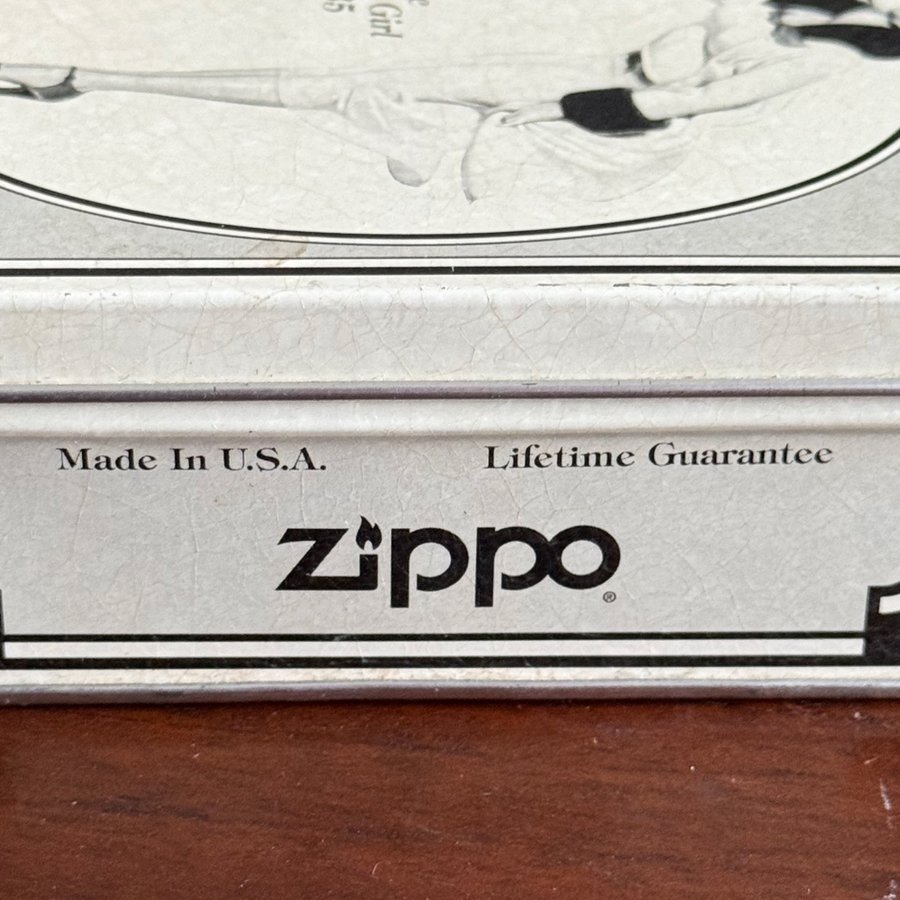 Girl
Made In U.S.A.
Lifetime Guarantee
Zippo
®